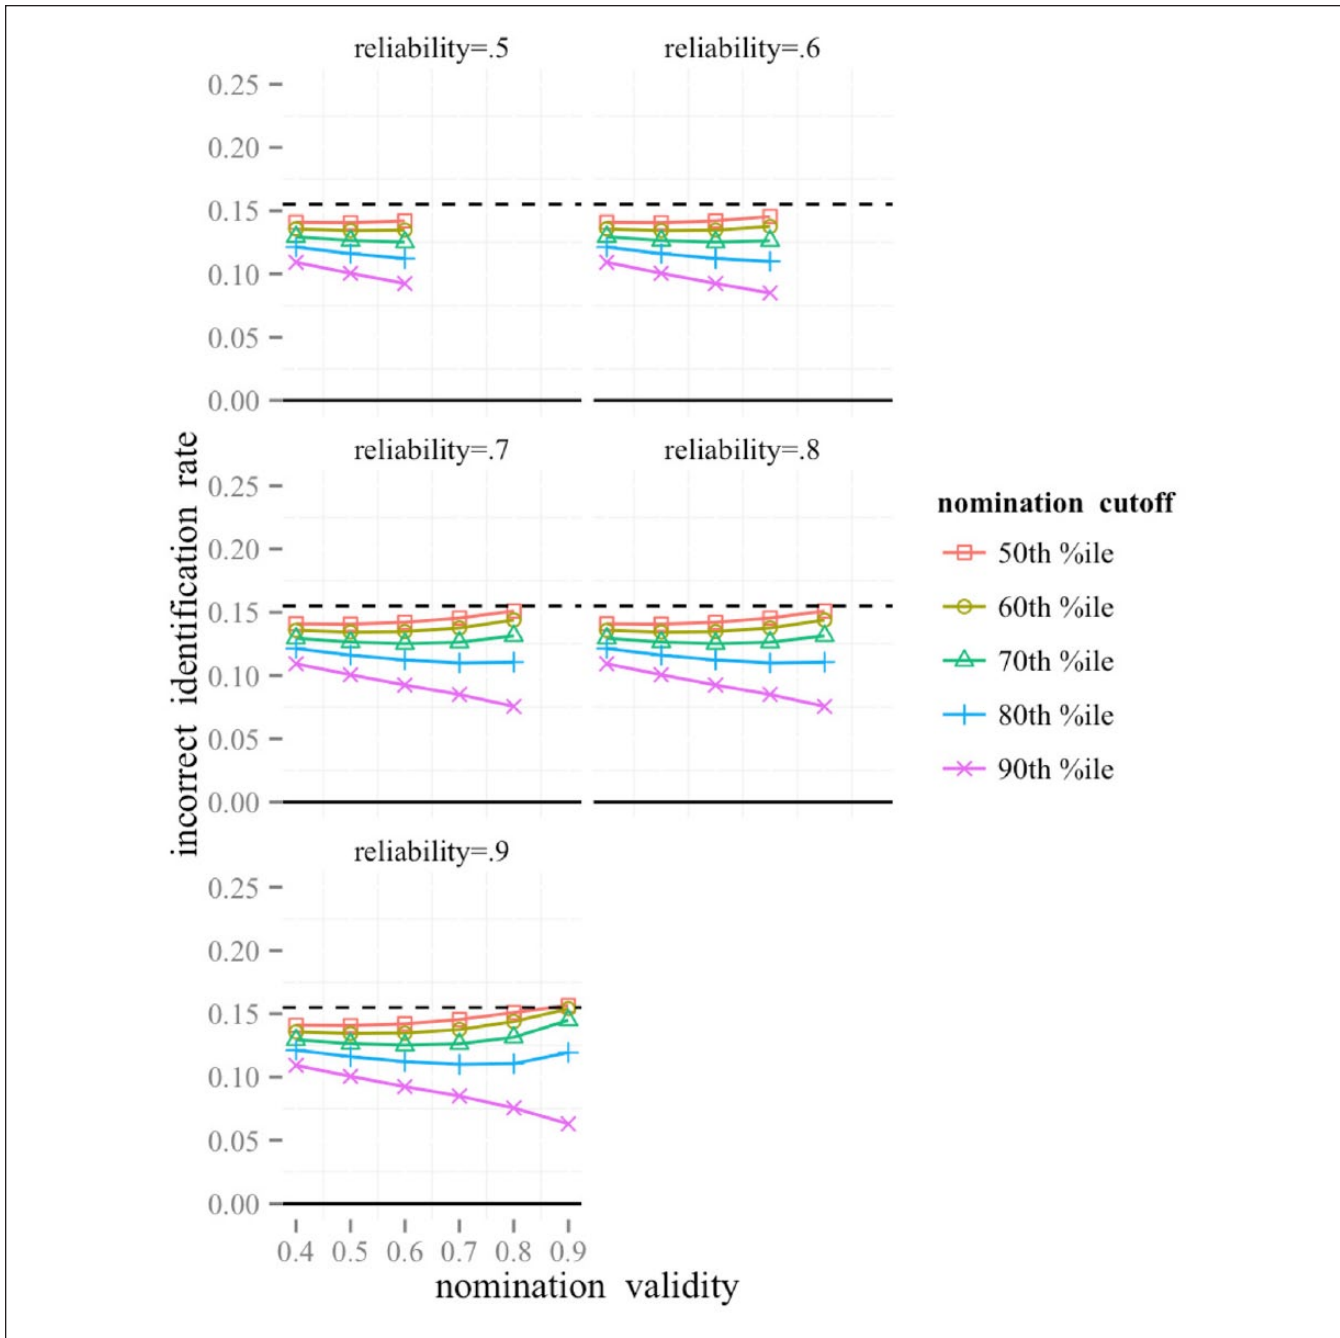 reliability=.5
reliability=.6
0.25
0.20
0.15
0.10
0.05
0.00
reliability=.7
reliability=.8
0.25
0.20
0.15
0.10
0.05
0.00
reliability=.9
0.25
0.20
0.15
0.10
0.05
0.00
0.4 0.5 0.6 0.7 0.8 0.9
nomination validity
incorrect identification rate
nomination cutoff
50th %ile
60th %ile
70th %ile
80th %ile
90th %ile